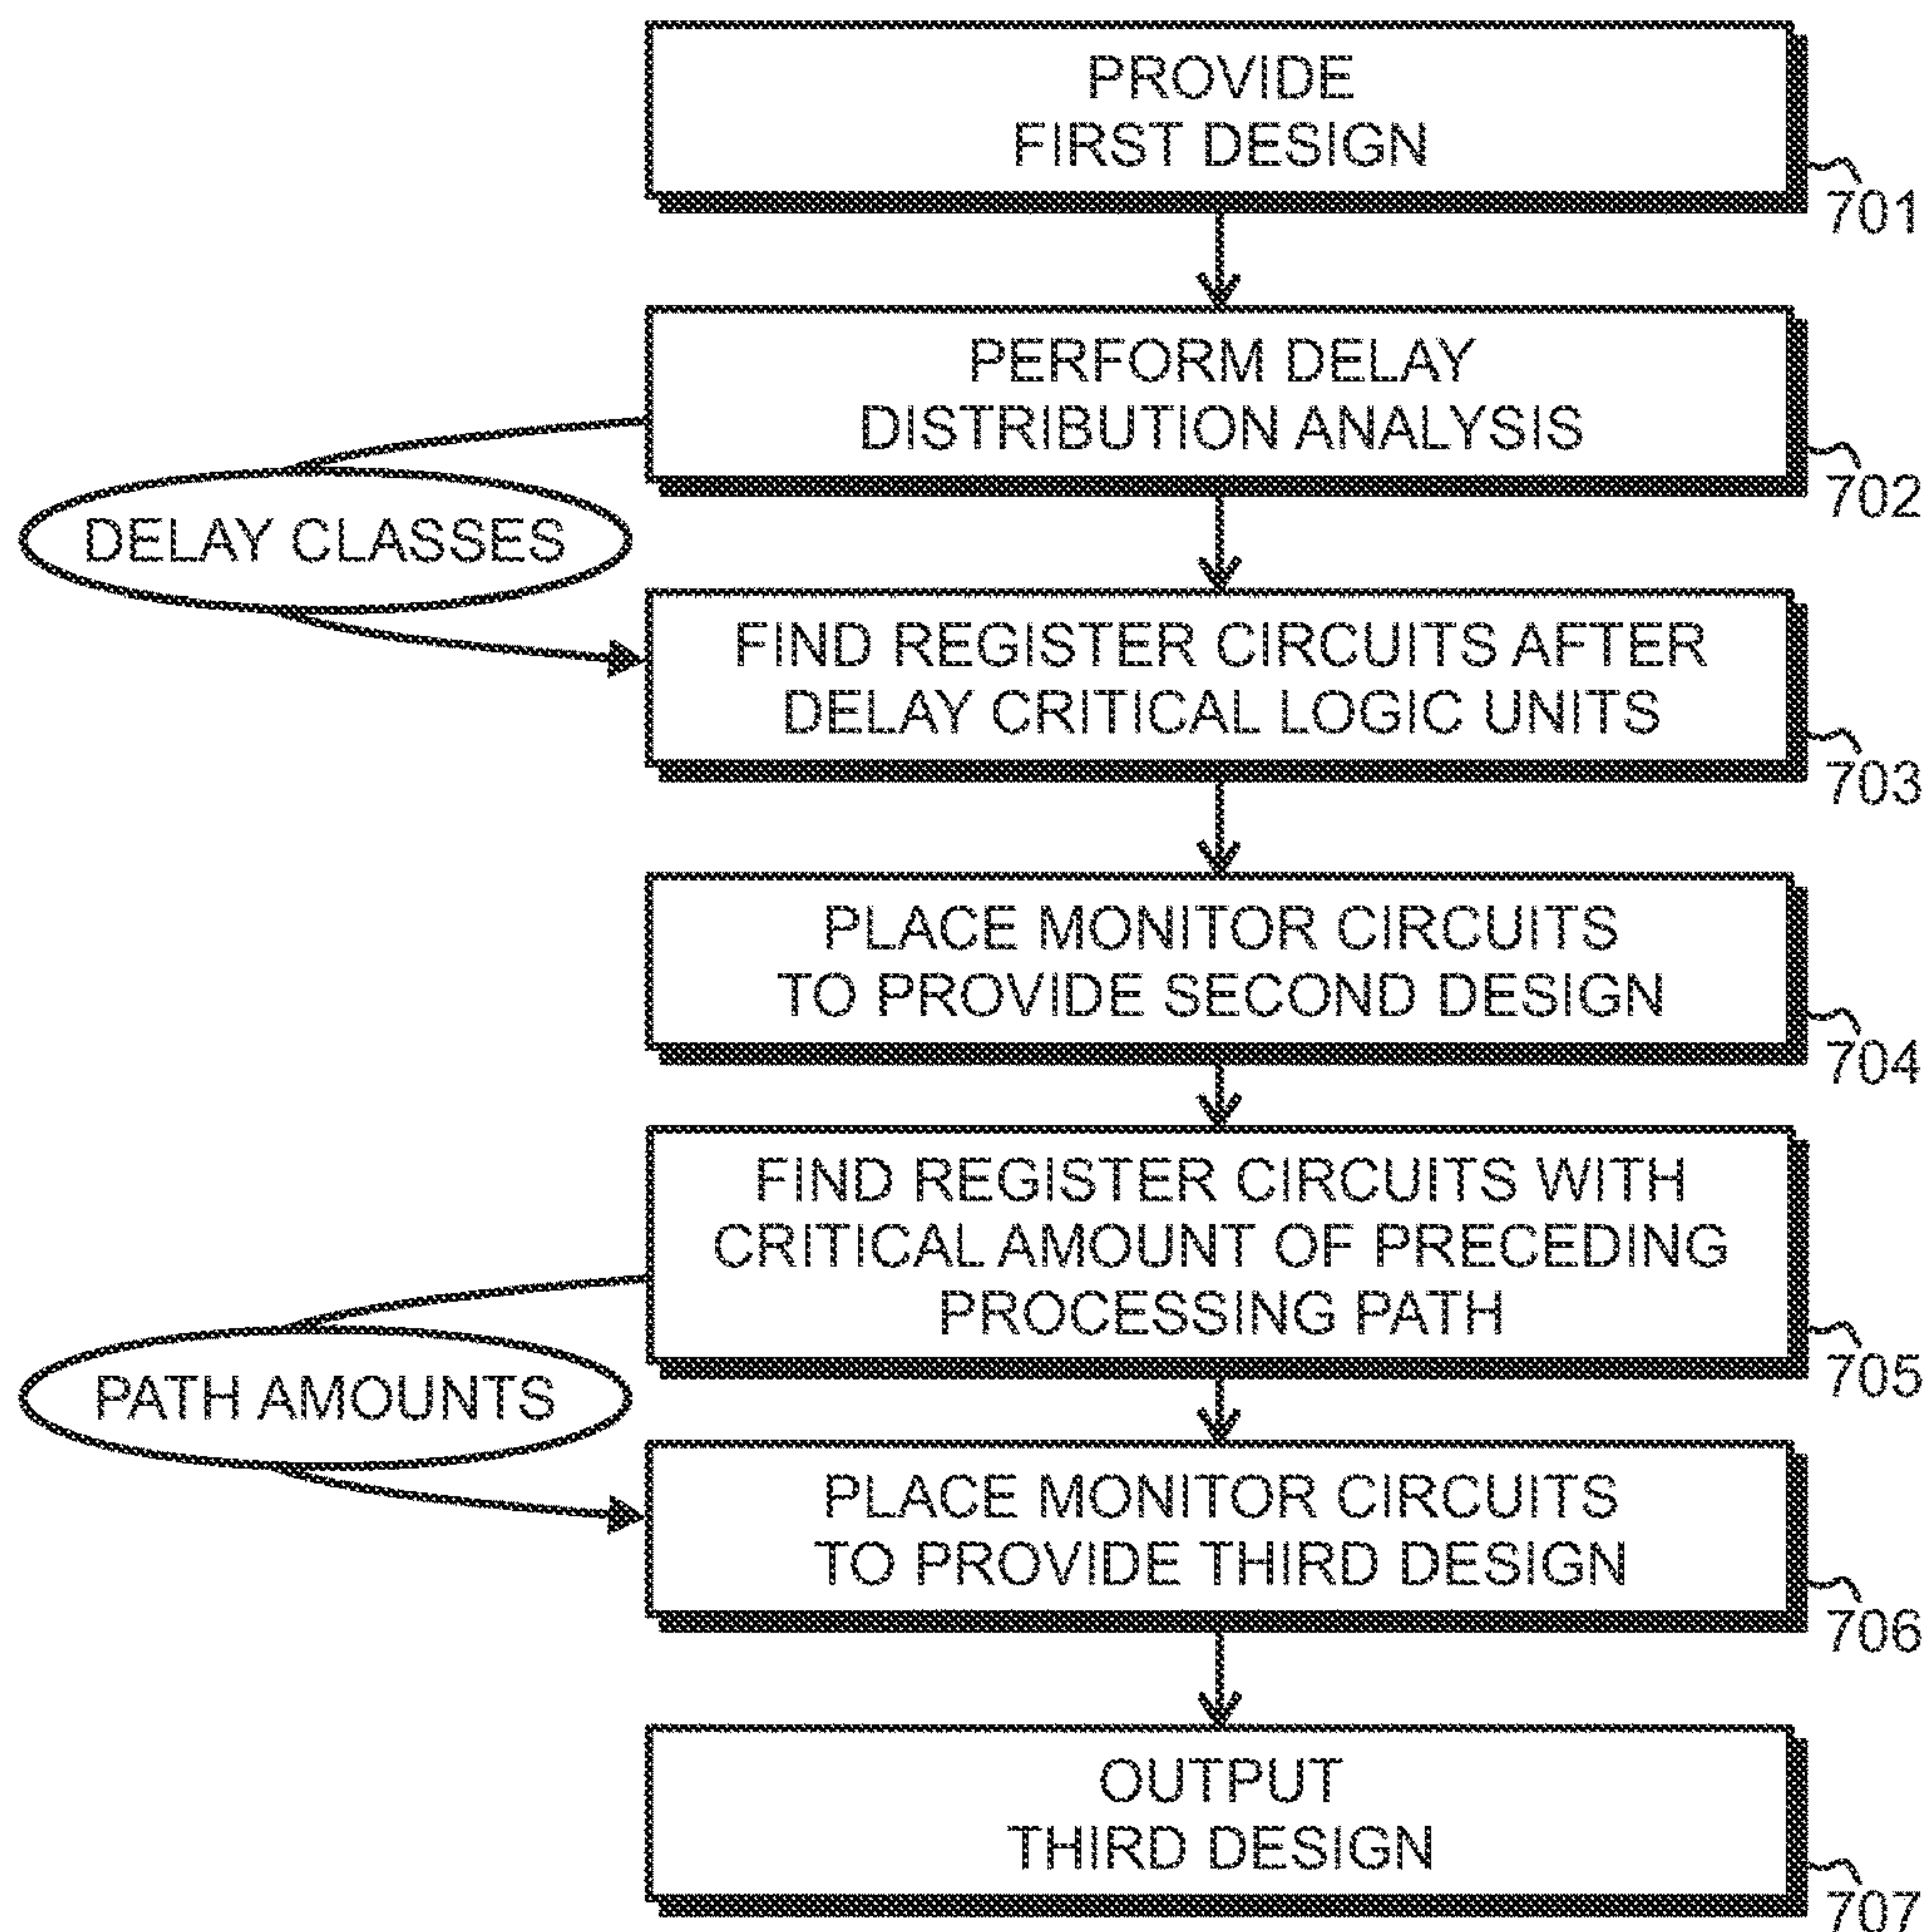 PROVIDE
FIRST DESIGN
701
PERFORM DELAY
DISTRIBUTION ANALYSIS
702
DELAY CLASSES
FIND REGISTER CIRCUITS AFTER
DELAY CRITICAL LOGIC UNITS
703
PLACE MONITOR CIRCUITS
TO PROVIDE SECOND DESIGN
704
FIND REGISTER CIRCUITS WITH
CRITICAL AMOUNT OF PRECEDING
PROCESSING PATH
705
PATH AMOUNTS
PLACE MONITOR CIRCUITS
TO PROVIDE THIRD DESIGN
706
OUTPUT
THIRD DESIGN
707